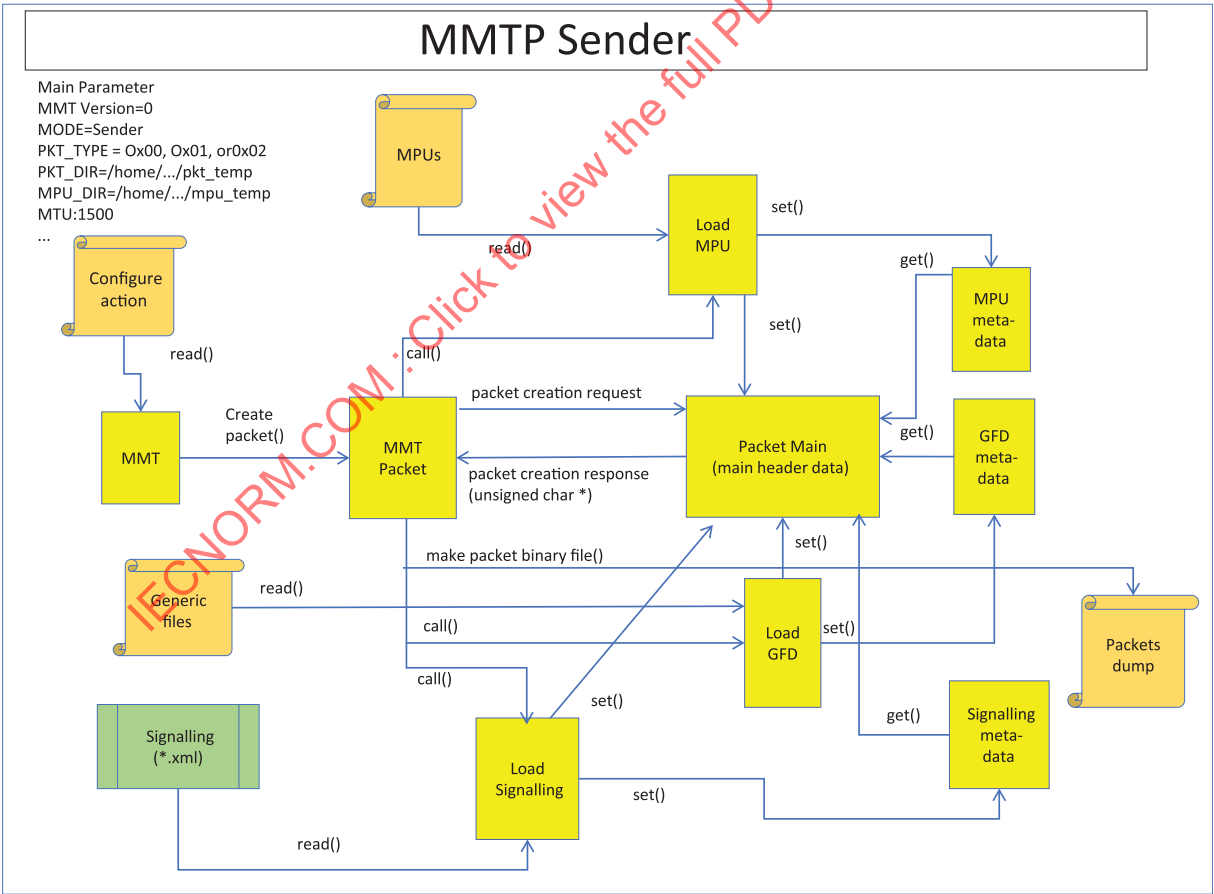 MMTP Sender
Main Parameter
MMT Version=0
MODE=Sender
PKT_TYPE = Ox00, Ox01, or0x02
PKT_DIR=/home/.../pkt_temp
MPU_DIR=/home/.../mpu_temp
MTU:1500
...
MPUs
read()
Load
MPU
set()
get()
MPU
meta-
data
set()
Configure
action
read()
call()
MMT
Create
packet()
MMT
Packet
packet creation request
packet creation response
(unsigned char *)
Packet Main
(main header data)
get()
GFD
meta-
data
make packet binary file()
set()
Generic
files
read()
call()
Load
GFD
set()
Packets
dump
call()
set()
get()
Signalling
meta-
data
Signalling
(*.xml)
Load
Signalling
set()
read()
IECNORM.COM : Click to view the full PD